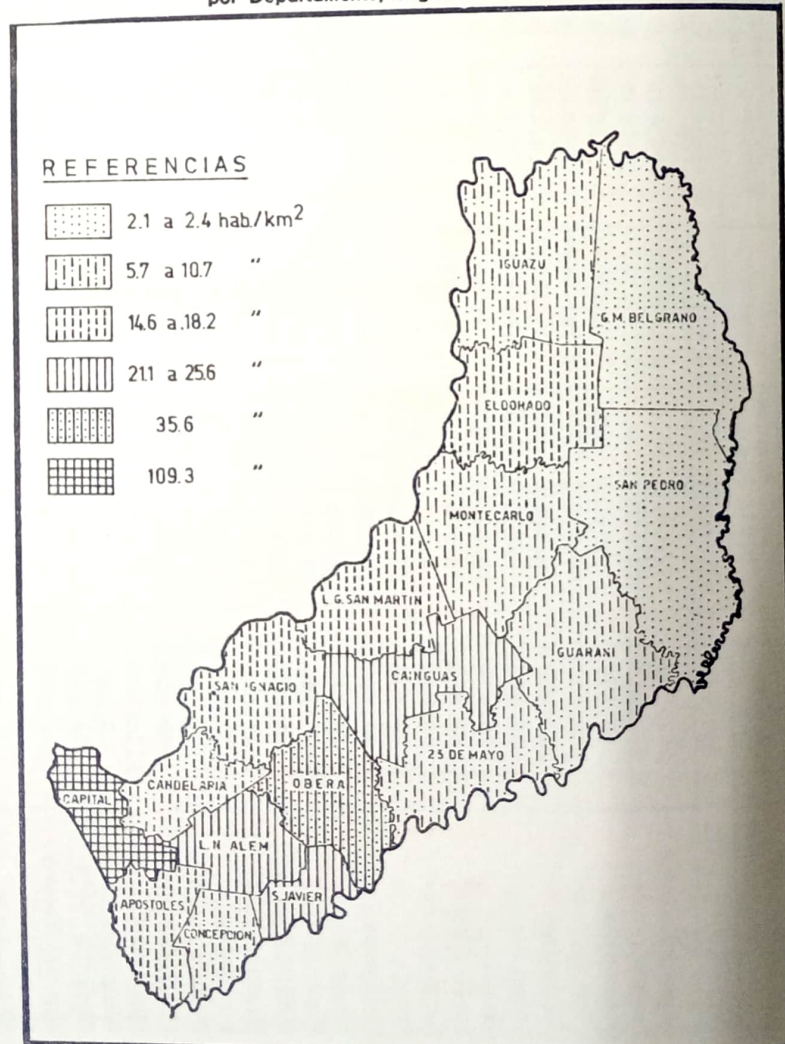 por Departamento,
REFERENCIAS
2.1 a 2.4 hab./km²
5.7 a 10.7 "
14.6 a.18.2 "
21.1 a 25.6 "
35.6 "
109.3 "
IGUAZU
G.M. BELGRANO
ELDORADO
SAN PEDRO
MONTECARLO
L.G. SAN MARTIN
GUARANI
CAINGUAS
SAN IGNACIO
25 DE MAYO
CANDELARIA
OBERA
CAPITAL
L.N. ALEM
S.JAVIER
APOSTOLES
CONCEPCION